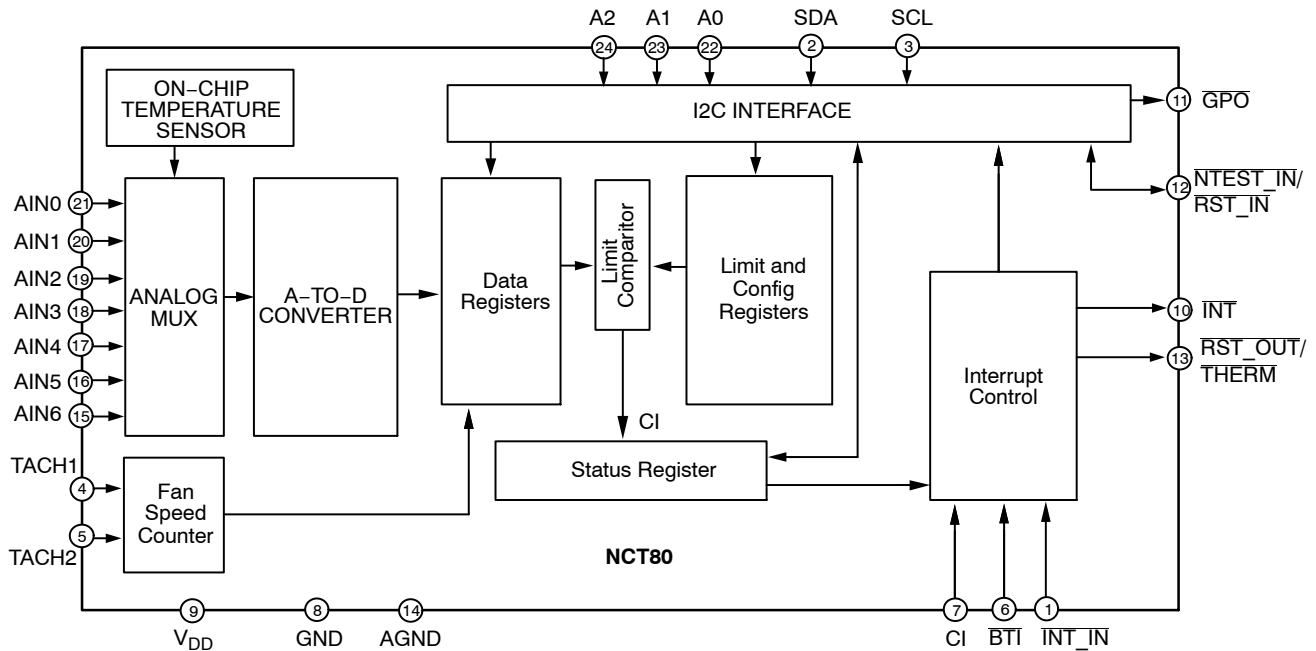 A2 A1 A0 SDA SCL
24 23 22 2 3
ON−CHIP
TEMPERATURE
SENSOR
I2C INTERFACE
11 GPO
12 NTEST_IN/
RST_IN
AIN0 21
AIN1 20
AIN2 19
AIN3 18
AIN4 17
AIN5 16
AIN6 15
ANALOG
MUX
A−TO−D
CONVERTER
Data
Registers
Limit
Comparitor
Limit and
Config
Registers
Interrupt
Control
10 INT
13 RST_OUT/
THERM
CI
Status Register
TACH1
4
5
TACH2
Fan
Speed
Counter
NCT80
9 8 14 7 6 1
VDD GND AGND CI BTI INT_IN